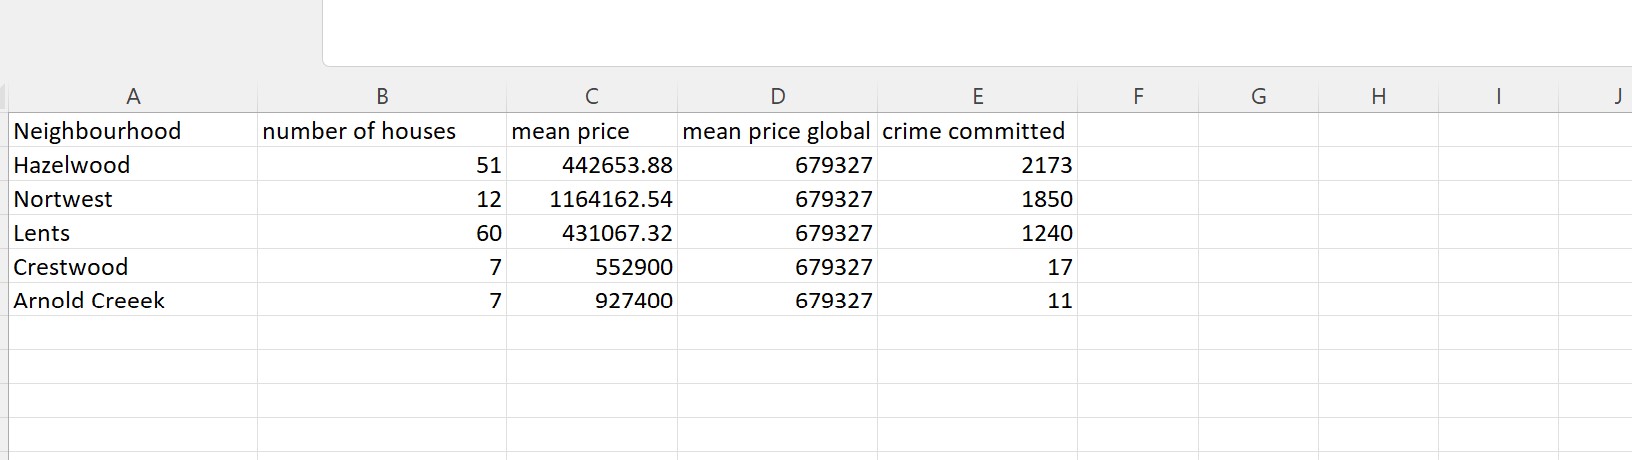 A B C D E F G H I J
Neighbourhood number of houses mean price mean price global crime committed
Hazelwood 51 442653.88 679327 2173
Nortwest 12 1164162.54 679327 1850
Lents 60 431067.32 679327 1240
Crestwood 7 552900 679327 17
Arnold Creeek 7 927400 679327 11